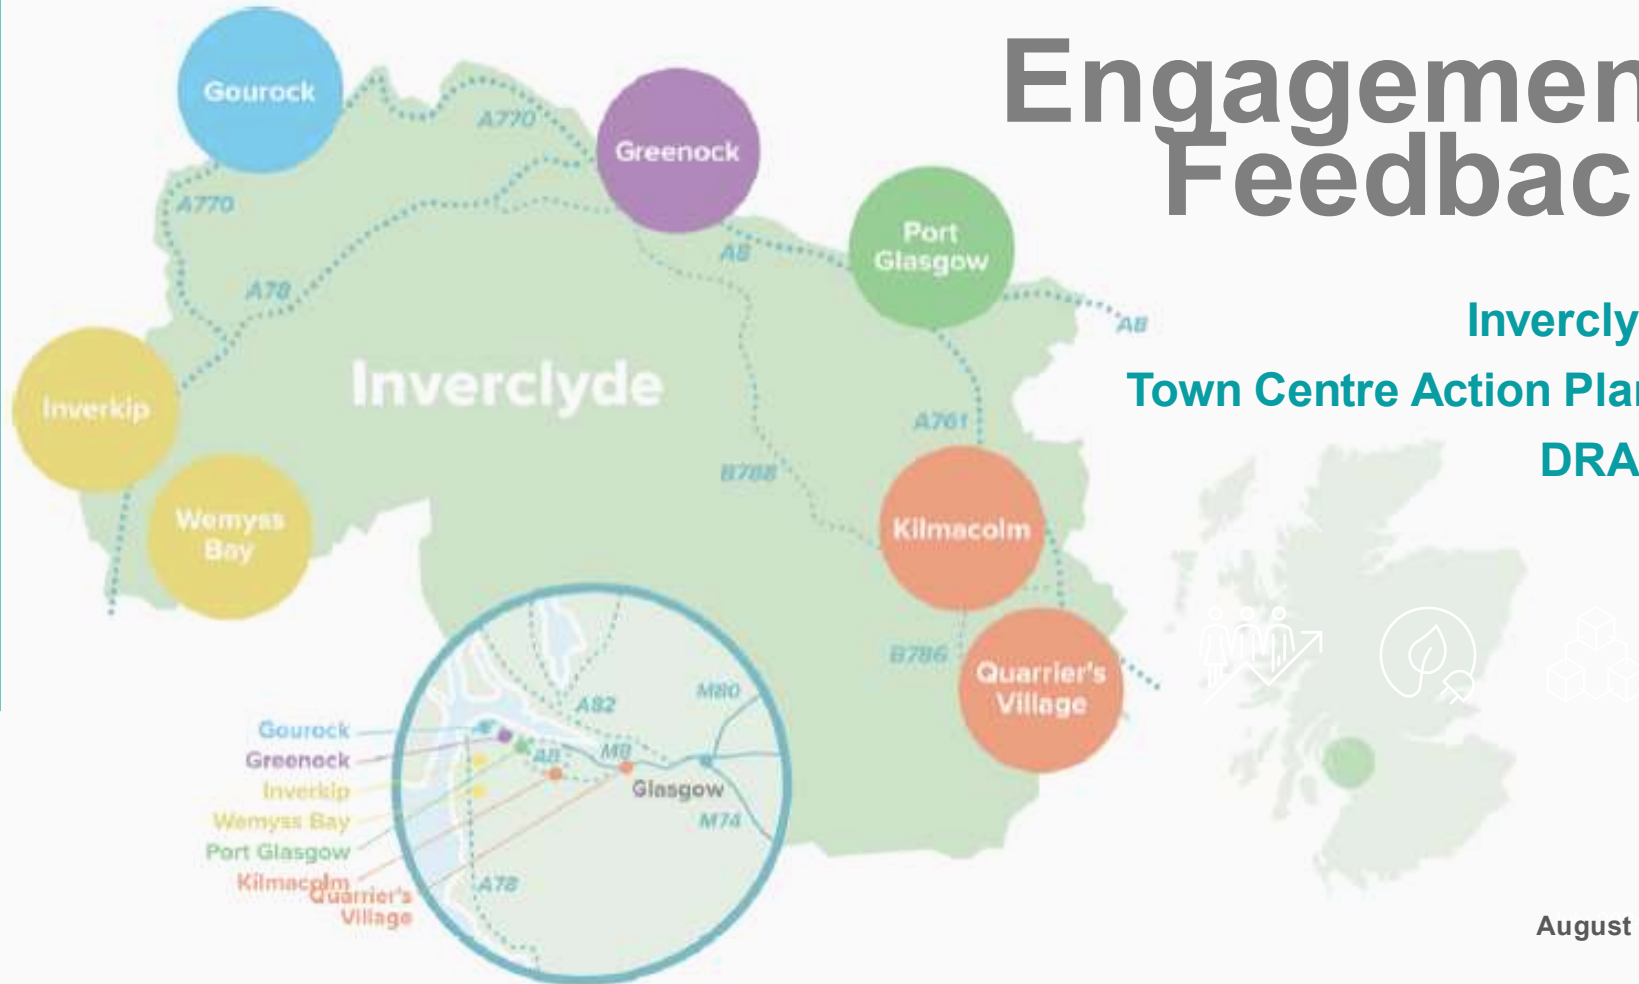 Engagemen
Feedbac
Invercly
Town Centre Action Plan
DRA
August
Gourock
A770
Greenock
A770
Port
Glasgow
A8
A78
A8
Inverkip
Inverclyde
A761
B788
Wemyss
Bay
Kilmacolm
B786
Quarrier's
Village
A82
M80
Gourock
Greenock
Inverkip
Wemyss Bay
Port Glasgow
Kilmacolm
Quarrier's
Village
A8
M8
Glasgow
M74
A78